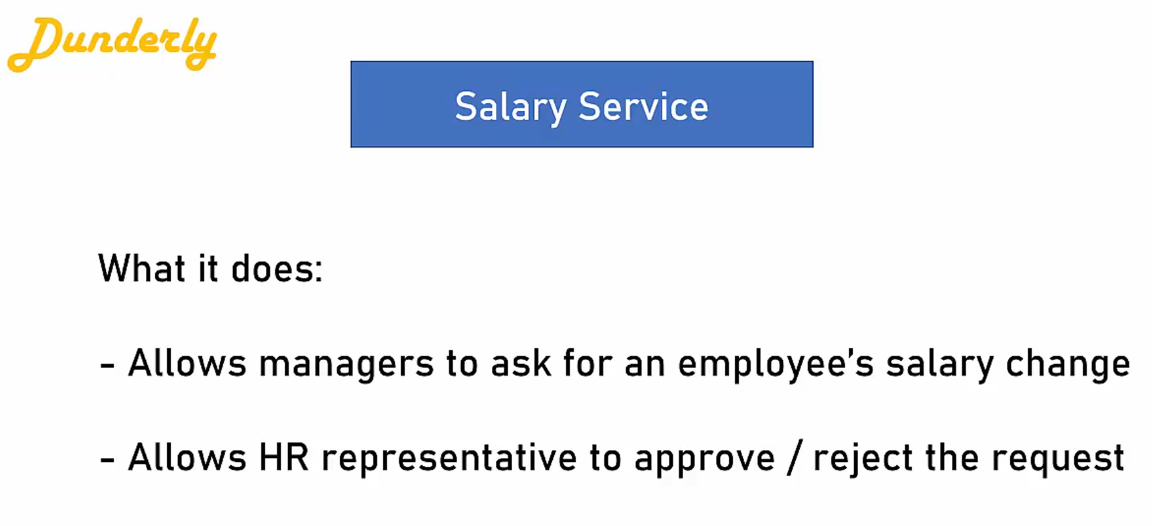 Dunderly
Salary Service
What it does:
- Allows managers to ask for an employee’s salary change
- Allows HR representative to approve / reject the request